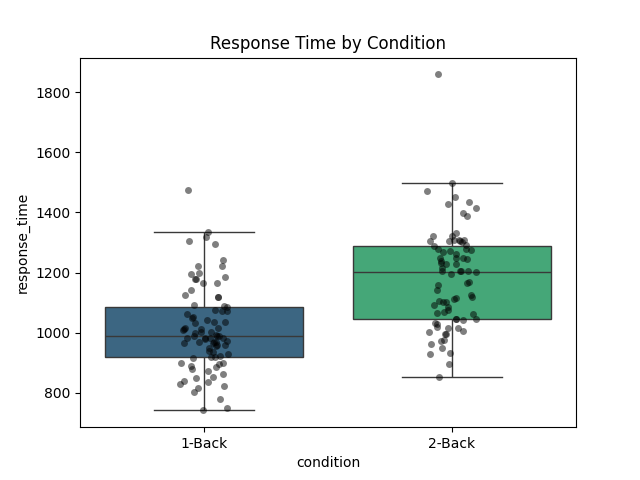 Response Time by Condition
1800
1600
1400
1200
1000
800
response_time
1-Back
2-Back
condition